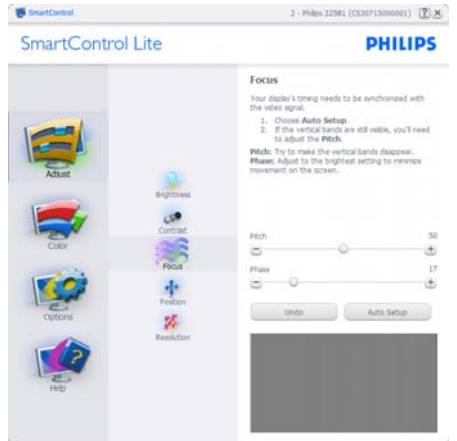 SmartControl
2 - Philips 225B1 (CS30715000001)
SmartControl Lite
PHILIPS
Adjust
Color
Options
Help
Brightness
Contrast
Focus
Position
Resolution
Focus
Your display's timing needs to be synchronized with
the video signal.
1. Choose Auto Setup.
2. If the vertical bands are still visible, you'll need
to adjust the Pitch.
Pitch: Try to make the vertical bands disappear.
Phase: Adjust to the brightest setting to minimize
movement on the screen.
Pitch 50
Phase 17
Undo
Auto Setup